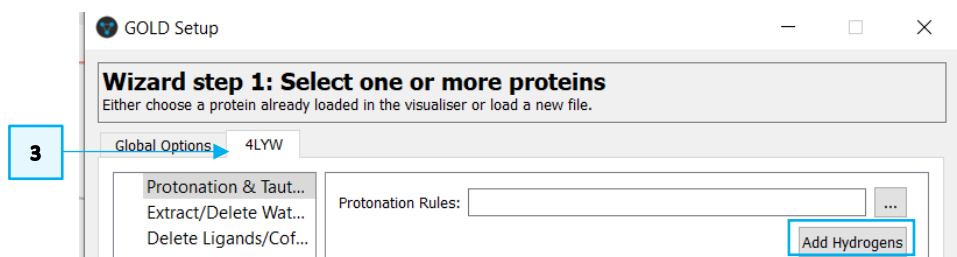 GOLD Setup
Wizard step 1: Select one or more proteins
Either choose a protein already loaded in the visualiser or load a new file.
3
Global Options 4LYW
Protonation & Taut...
Protonation Rules: ...
Extract/Delete Wat...
Delete Ligands/Cof...
Add Hydrogens